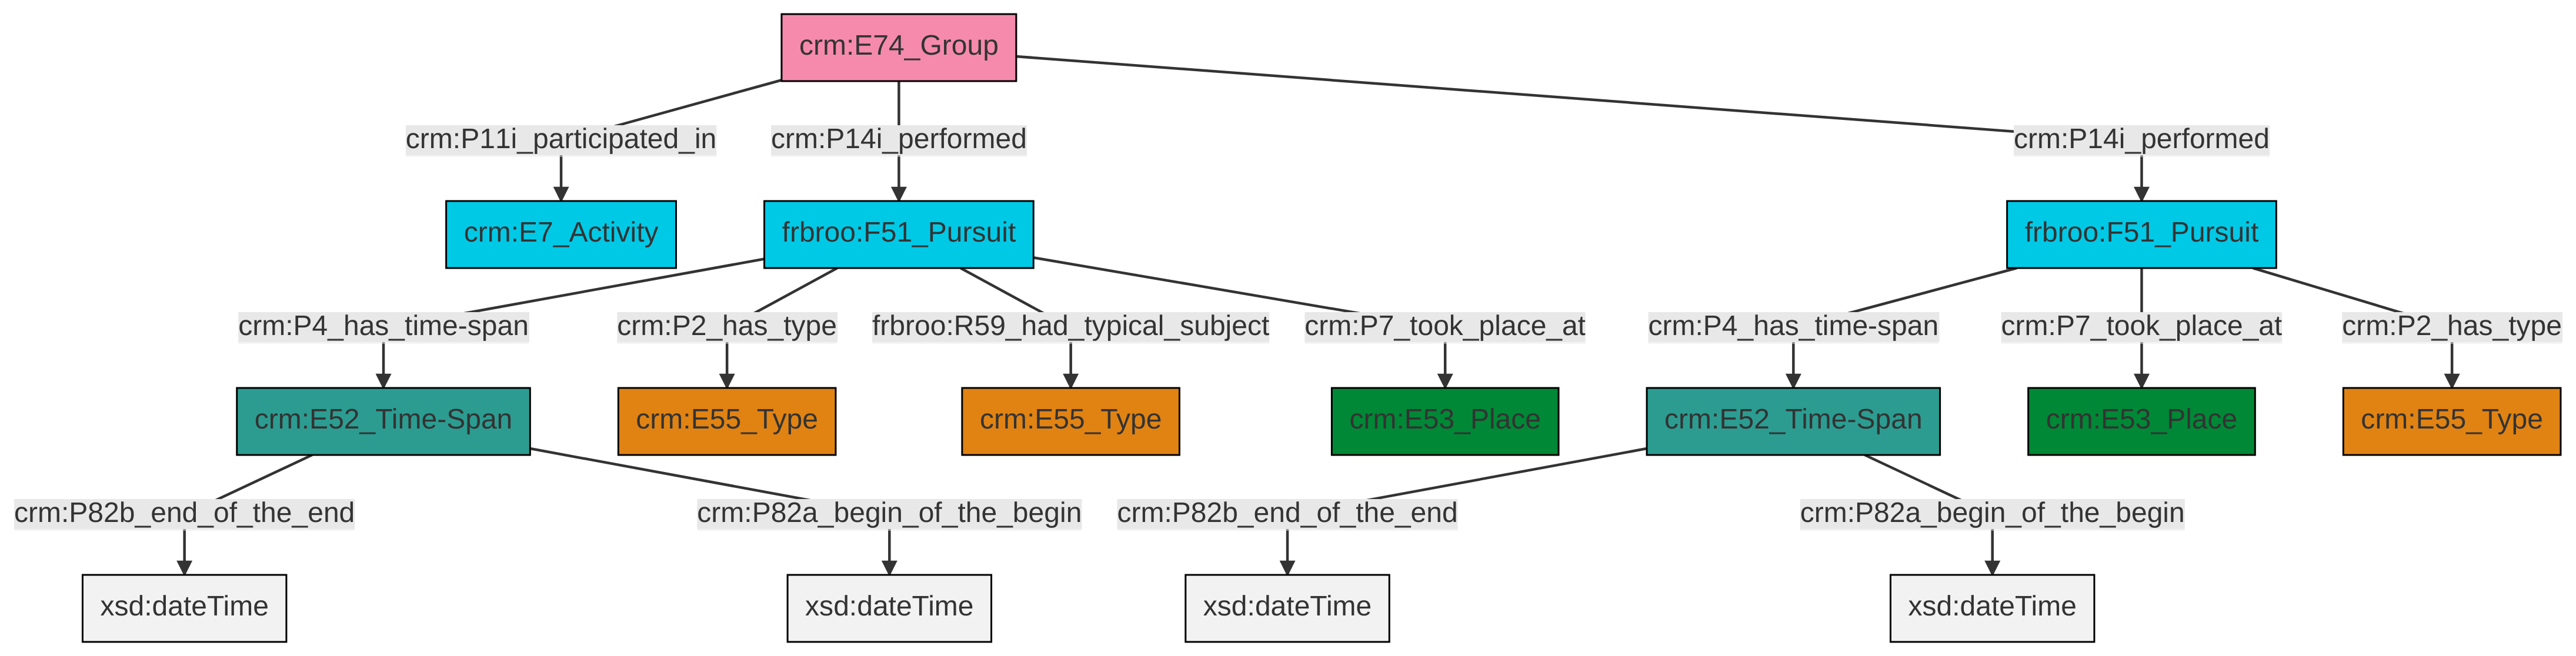 crm:E74_Group
crm:P11i_participated_in
crm:P14i_performed
crm:P14i_performed
crm:E7_Activity
frbroo:F51_Pursuit
frbroo:F51_Pursuit
crm:P4_has_time-span
crm:P2_has_type
frbroo:R59_had_typical_subject
crm:P7_took_place_at
crm:P4_has_time-span
crm:P7_took_place_at
crm:P2_has_type
crm:E52_Time-Span
crm:E55_Type
crm:E55_Type
crm:E53_Place
crm:E52_Time-Span
crm:E53_Place
crm:E55_Type
crm:P82b_end_of_the_end
crm:P82a_begin_of_the_begin
crm:P82b_end_of_the_end
crm:P82a_begin_of_the_begin
xsd:dateTime
xsd:dateTime
xsd:dateTime
xsd:dateTime